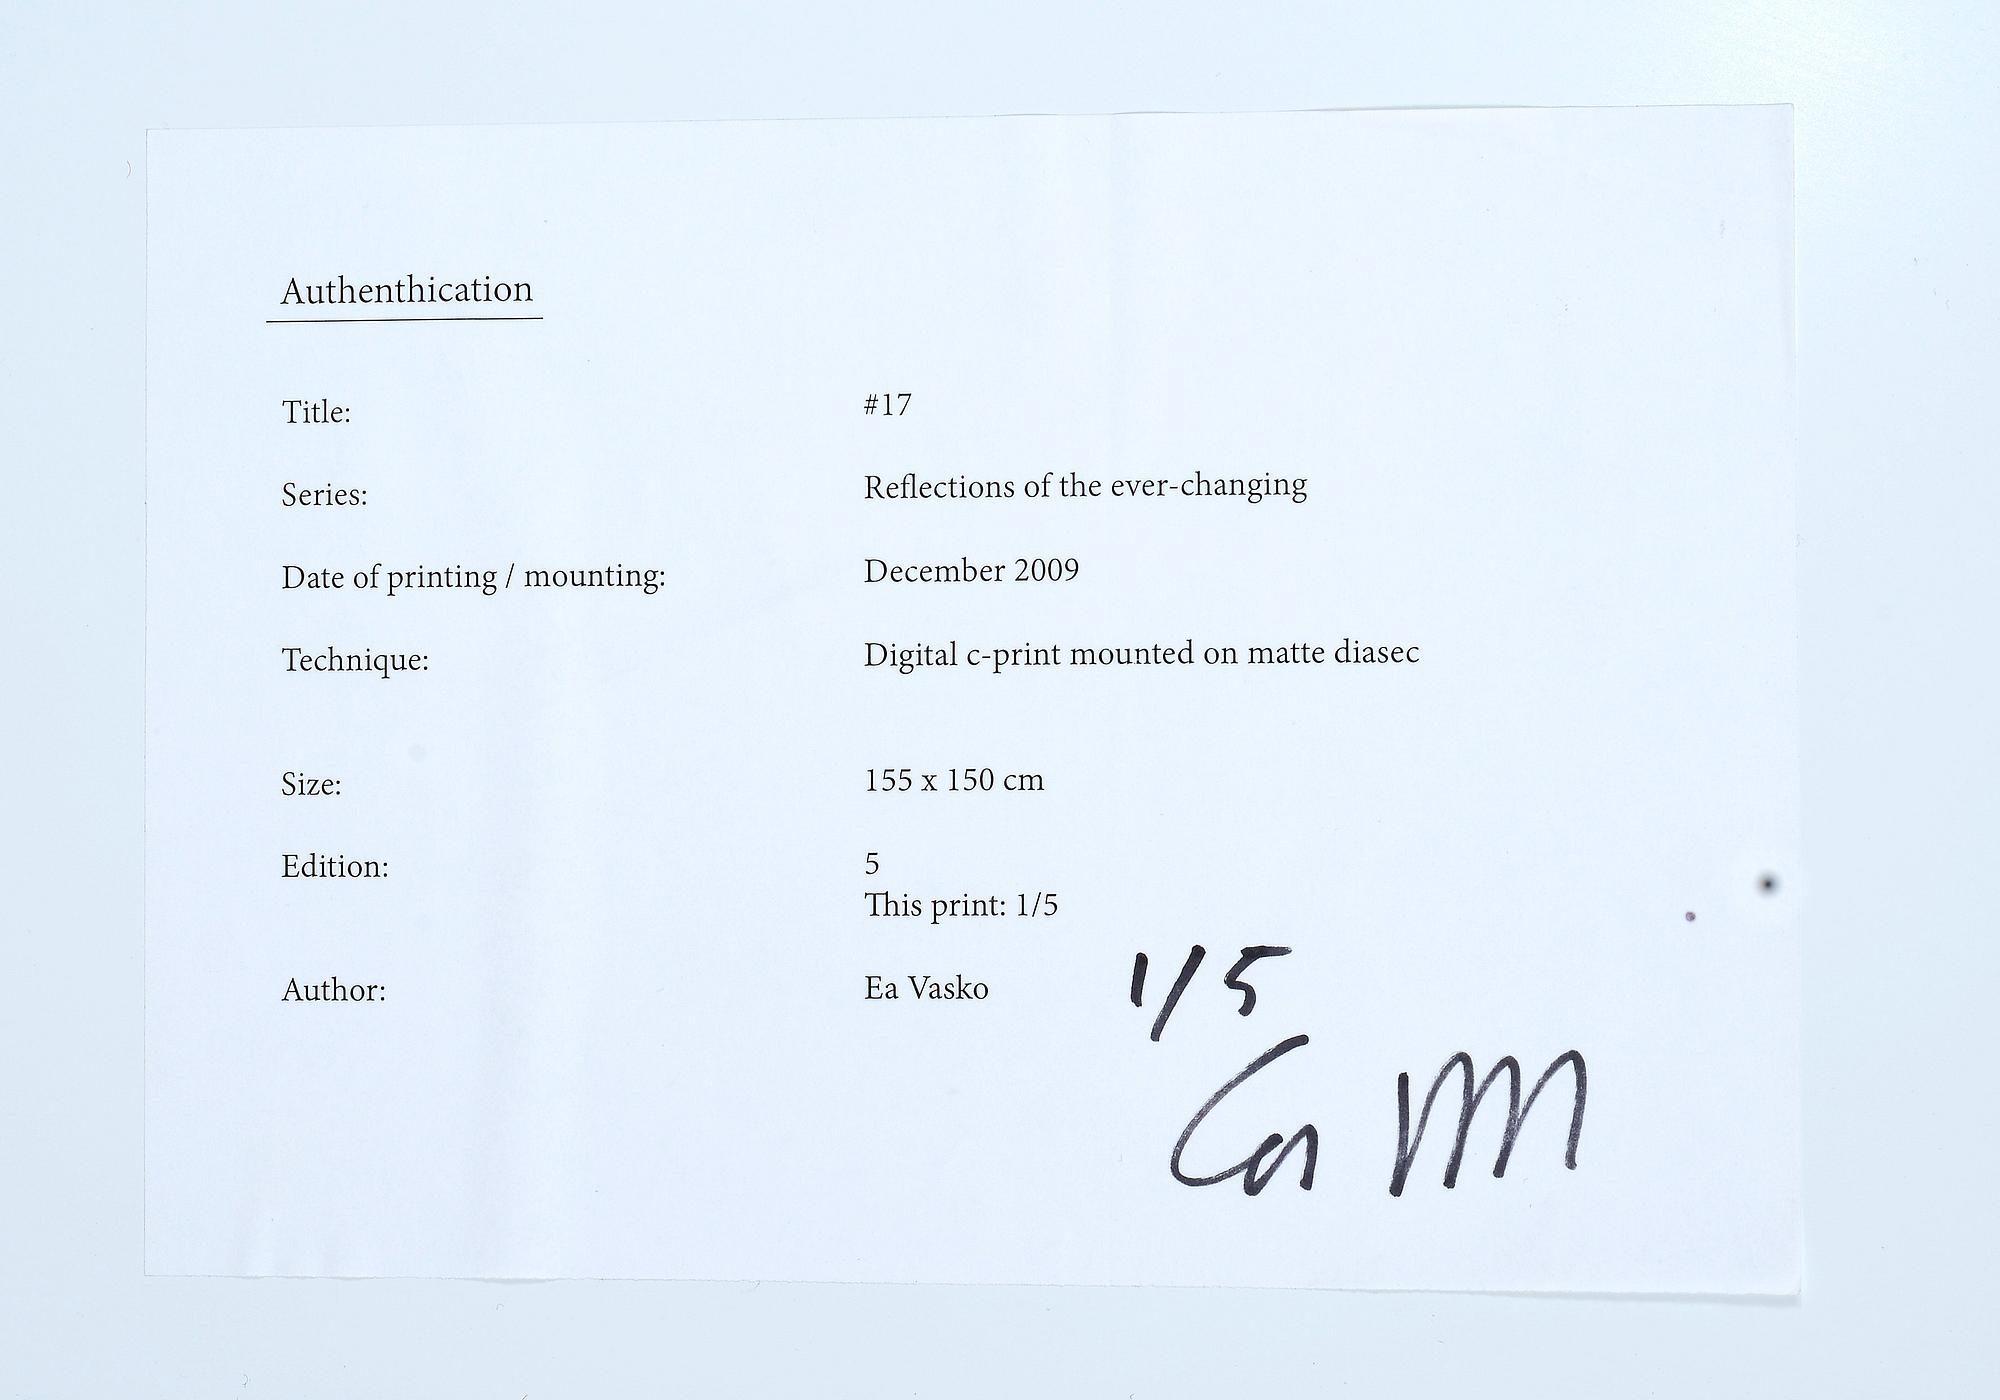 Authenthication
Title: #17
Series: Reflections of the ever-changing
Date of printing / mounting: December 2009
Technique: Digital c-print mounted on matte diasec
Size: 155 x 150 cm
Edition: 5
This print: 1/5
Author: Ea Vasko
1/5
Ea